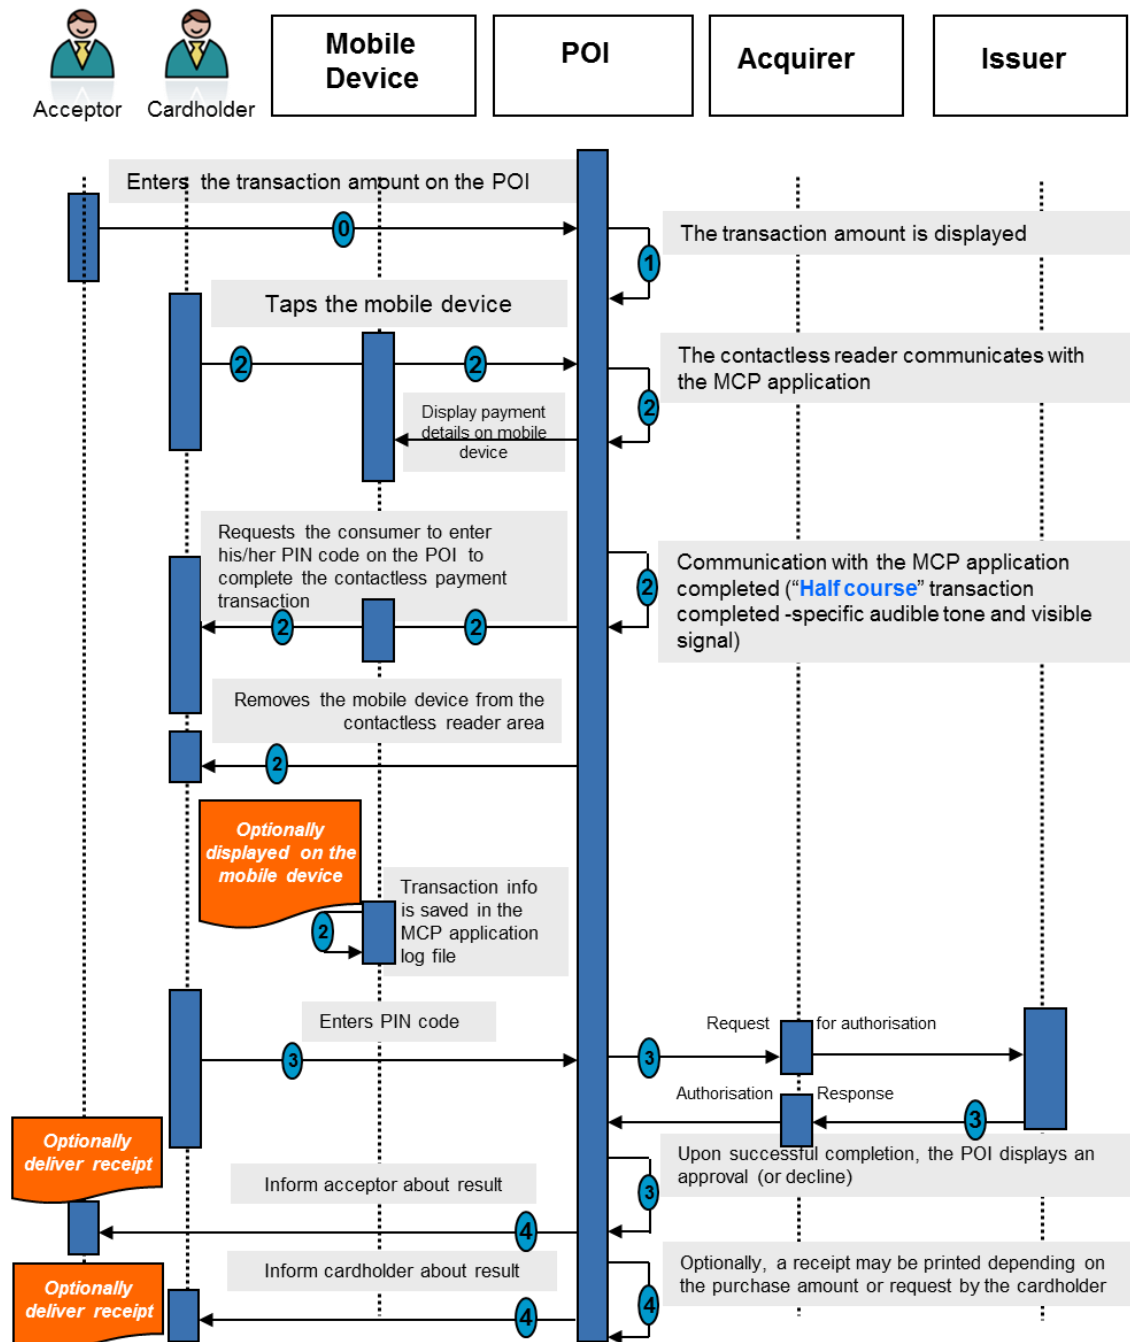 Acceptor
Cardholder
Mobile
Device
POI
Acquirer
Issuer
Enters the transaction amount on the POI
0
The transaction amount is displayed
1
Taps the mobile device
2
2
The contactless reader communicates with
the MCP application
2
Display payment
details on mobile
device
Requests the consumer to enter
his/her PIN code on the POI to
complete the contactless payment
transaction
2
2
Communication with the MCP application
completed (“Half course” transaction
completed -specific audible tone and visible
signal)
2
Removes the mobile device from the
contactless reader area
2
Optionally
displayed on the
mobile device
Transaction info
is saved in the
MCP application
log file
2
Enters PIN code
3
Request for authorisation
3
Authorisation Response
3
Optionally
deliver receipt
Upon successful completion, the POI displays an
approval (or decline)
3
Inform acceptor about result
4
Optionally
deliver receipt
Inform cardholder about result
4
Optionally, a receipt may be printed depending on
the purchase amount or request by the cardholder
4